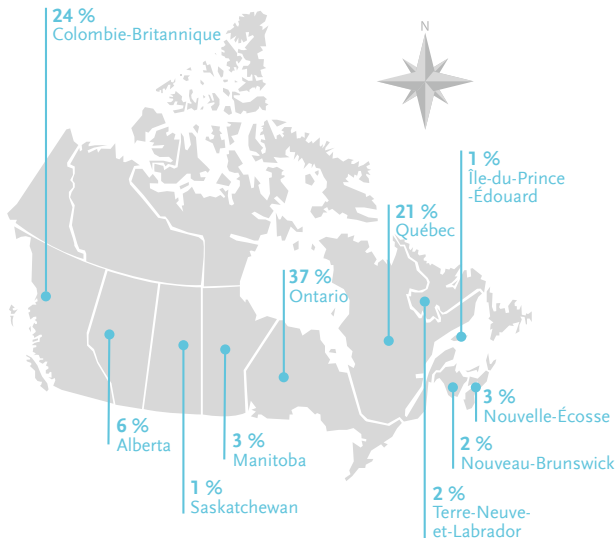 24 %
Colombie-Britannique
N
1 %
Île-du-Prince
-Édouard
21 %
Québec
37 %
Ontario
3 %
Nouvelle-Écosse
6 %
Alberta
3 %
Manitoba
2 %
Nouveau-Brunswick
1 %
Saskatchewan
2 %
Terre-Neuve-
et-Labrador